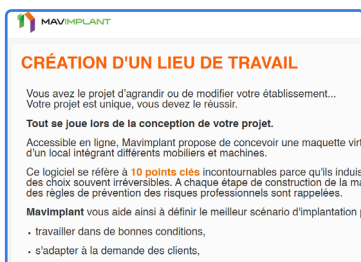 MAVIMPLANT
CRÉATION D'UN LIEU DE TRAVAIL
Vous avez le projet d'agrandir ou de modifier votre établissement...
Votre projet est unique, vous devez le réussir.
Tout se joue lors de la conception de votre projet.
Accessible en ligne, Mavimplant propose de concevoir une maquette
d'un local intégrant différents mobiliers et machines.
Ce logiciel se réfère à 10 points clés incontournables parce qu'ils
des choix souvent irréversibles. A chaque étape de construction de la
des règles de prévention des risques professionnels sont rappelées.
Mavimplant vous aide ainsi à définir le meilleur scénario d'implantation
• travailler dans de bonnes conditions,
• s'adapter à la demande des clients,